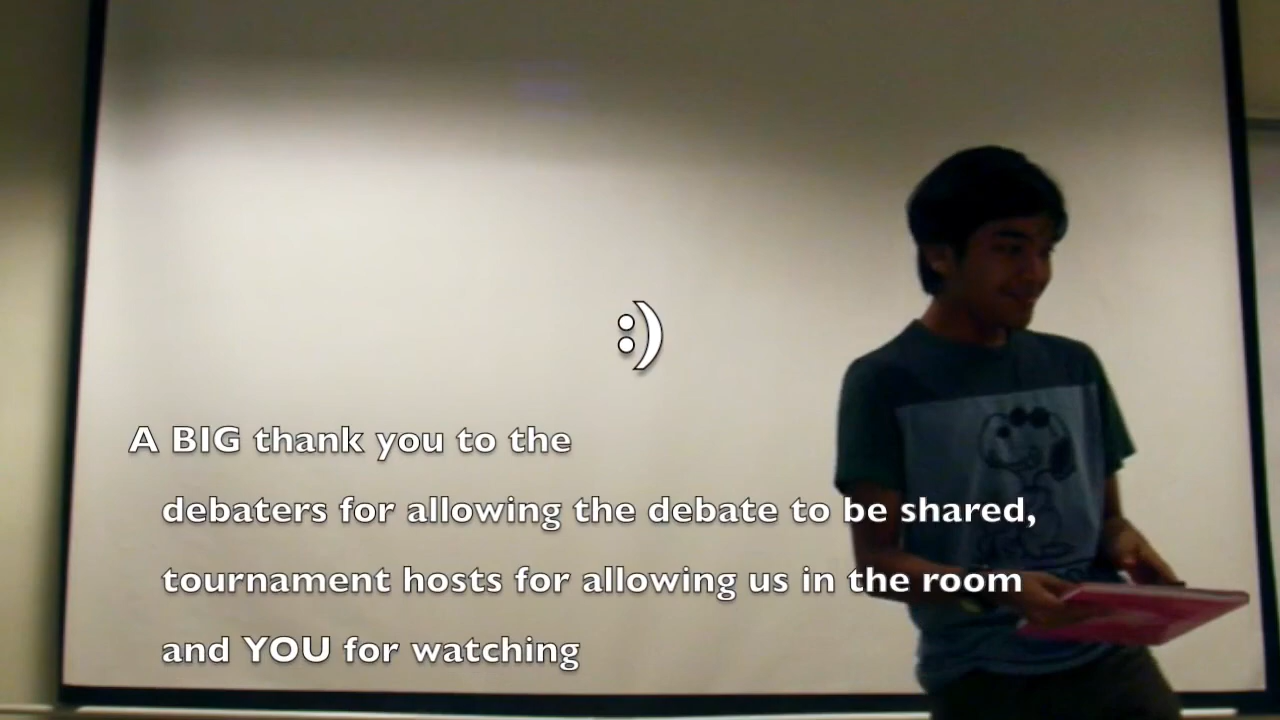 :)
A BIG thank you to the
debaters for allowing the debate to be shared,
tournament hosts for allowing us in the room
and YOU for watching